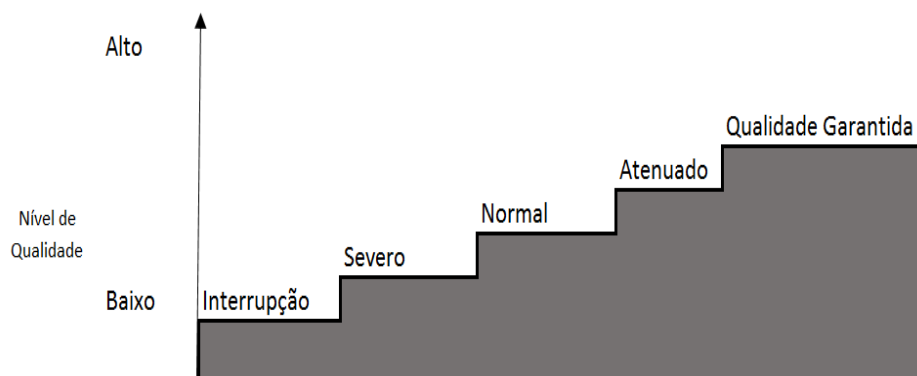 Alto
Qualidade Garantida
Atenuado
Normal
Nível de
Qualidade
Severo
Baixo
Interrupção